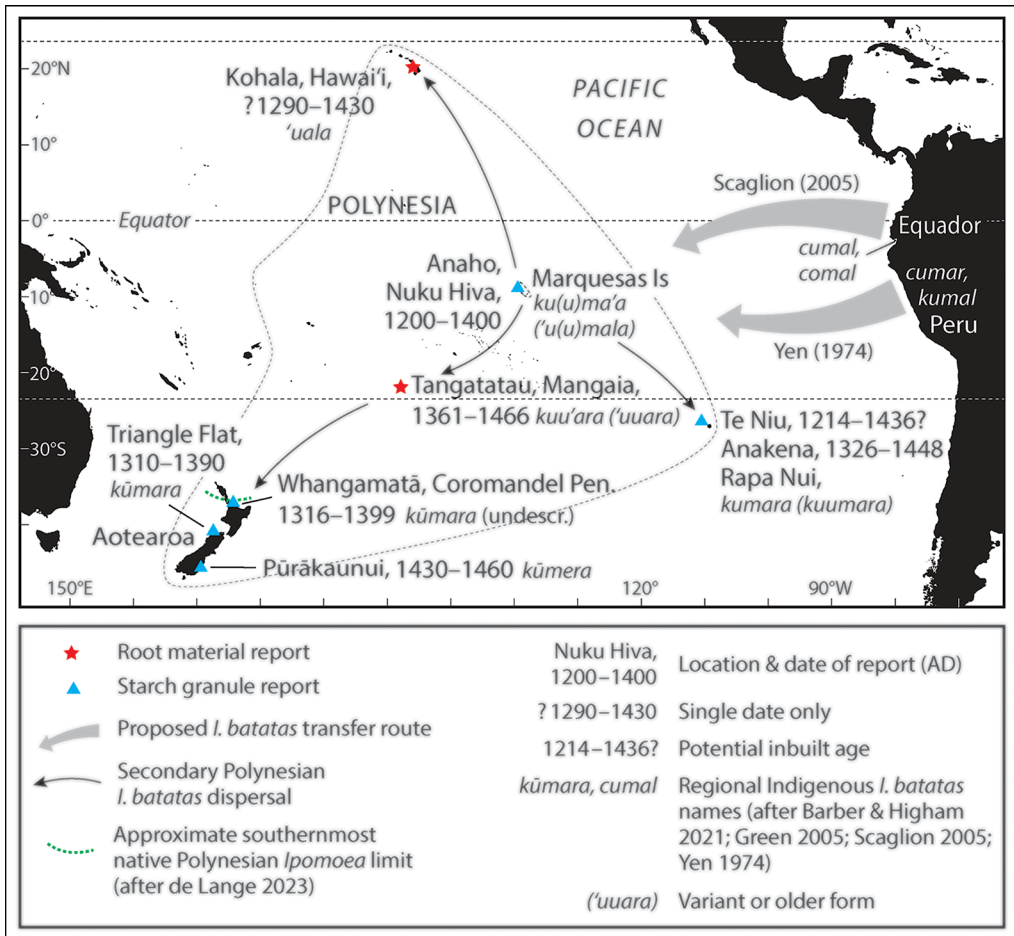 20°N
10°
0°
10°
20°
30°S
150°E
120°
90°W
Kohala, Hawai‘i,
?1290–1430
‘uala
PACIFIC
OCEAN
POLYNESIA
Equator
Scaglion (2005)
Equador
cumal,
comal
cumar,
kumal
Peru
Yen (1974)
Anaho,
Nuku Hiva,
1200–1400
Marquesas Is
ku(u)ma’a
(’u(u)mala)
Tangatatau, Mangaia,
1361–1466 kuu’ara (‘uuara)
Te Niu, 1214–1436?
Anakena, 1326–1448
Rapa Nui,
kumara (kuumara)
Triangle Flat,
1310–1390
kūmara
Whangamatā, Coromandel Pen.
1316–1399 kūmara (undescr.)
Aotearoa
Pūrākaunui, 1430–1460 kūmera
Root material report
Starch granule report
Proposed I. batatas transfer route
Secondary Polynesian
I. batatas dispersal
Approximate southernmost
native Polynesian Ipomoea limit
(after de Lange 2023)
Nuku Hiva,
1200–1400
Location & date of report (AD)
?1290–1430
Single date only
1214–1436?
Potential inbuilt age
kūmara, cumal
Regional Indigenous I. batatas
names (after Barber & Higham
2021; Green 2005; Scaglion 2005;
Yen 1974)
(‘uuara)
Variant or older form